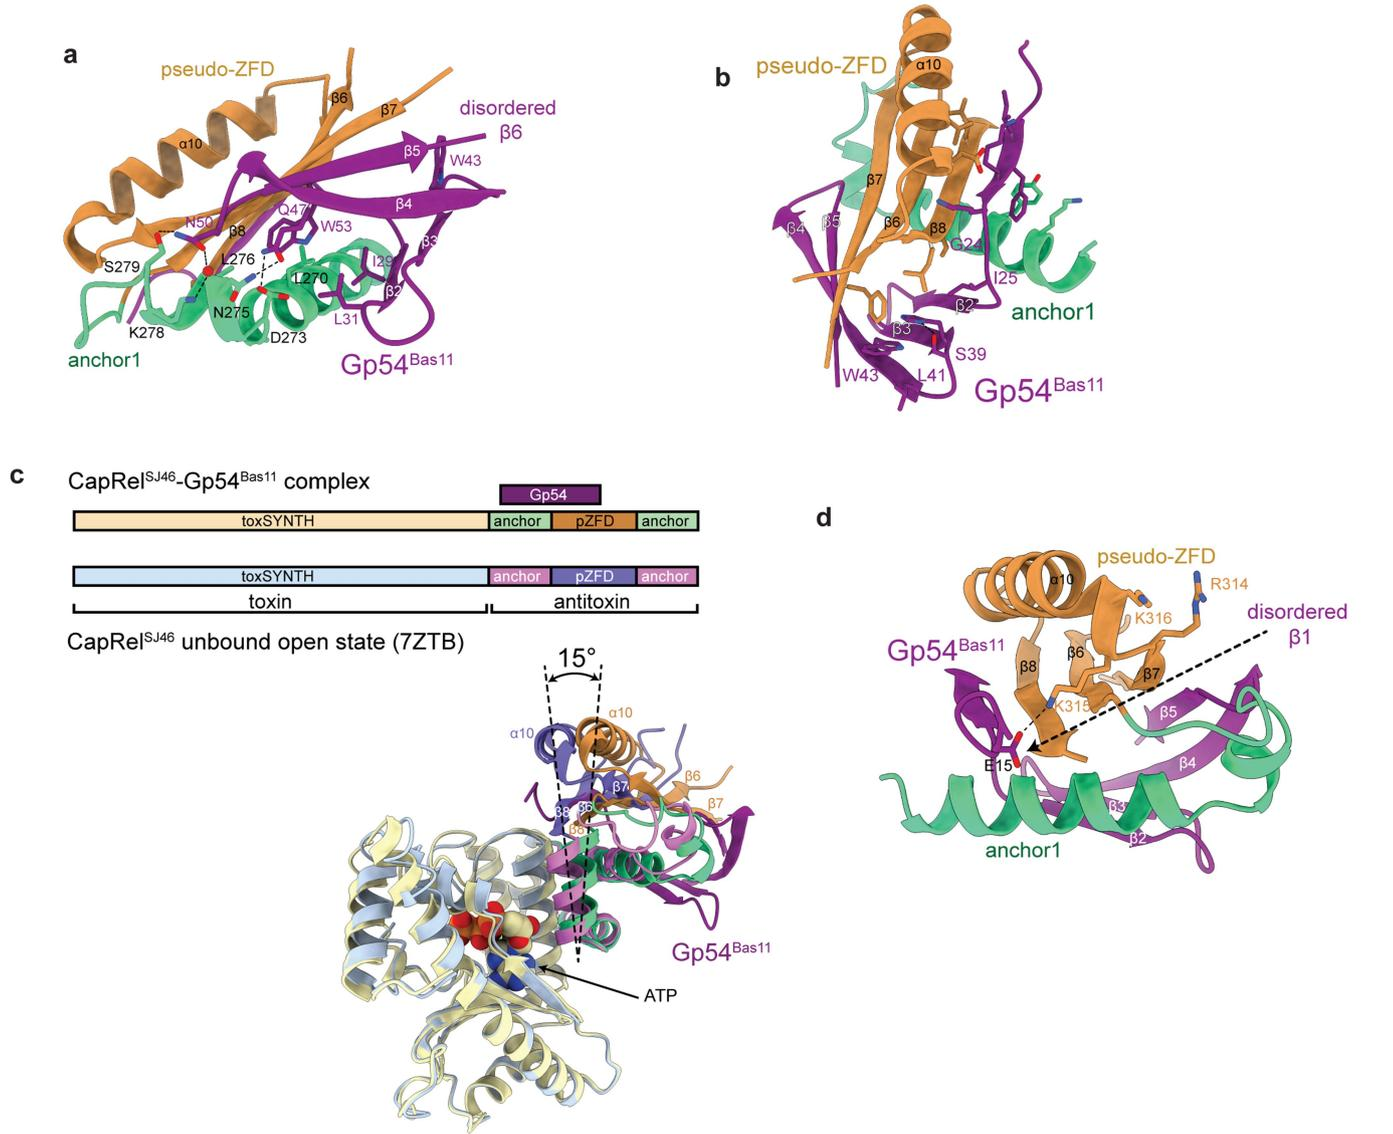 a
pseudo-ZFD
β6
β7
disordered
β6
α10
β5
W43
β4
Q47
N50
W53
β8
β3
S279
L276
I29
L270
β2
N275
L31
K278
D273
anchor1
Gp54Bas11
b
pseudo-ZFD
α10
β7
β4
β5
β6
β8
G24
I25
β2
anchor1
β3
S39
W43
L41
Gp54Bas11
c
CapRelSJ46-Gp54Bas11 complex
Gp54
toxSYNTH
anchor
pZFD
anchor
toxSYNTH
anchor
pZFD
anchor
toxin
antitoxin
CapRelSJ46 unbound open state (7ZTB)
15°
α10
α10
β6
β7
β7
β8
β6
β8
Gp54Bas11
ATP
d
pseudo-ZFD
α10
R314
K316
disordered
β1
Gp54Bas11
β6
β8
β7
K315
β5
E15
β4
β3
β2
anchor1